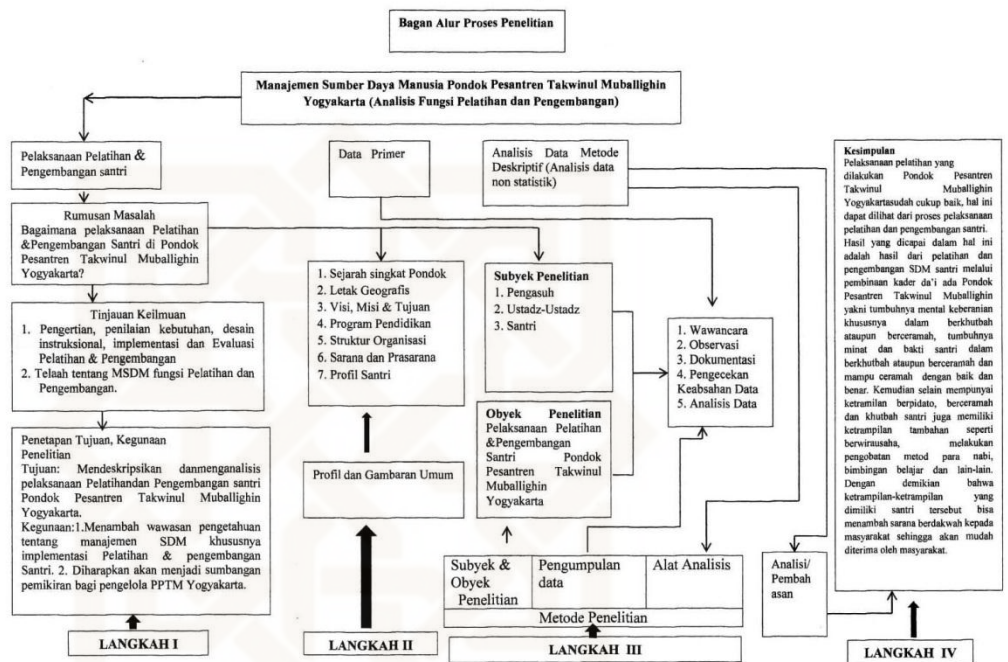 Bagan Alur Proses Penelitian
Manajemen Sumber Daya Manusia Pondok Pesantren Takwinul Muballighin
Yogyakarta (Analisis Fungsi Pelatihan dan Pengembangan)
Pelaksanaan Pelatihan &
Pengembangan santri
Rumusan Masalah
Bagaimana pelaksanaan Pelatihan
&Pengembangan Santri di Pondok
Pesantren Takwinul Muballighin
Yogyakarta?
Tinjauan Keilmuan
1. Pengertian, penilaian kebutuhan, desain
instruksional, implementasi dan Evaluasi
Pelatihan & Pengembangan
2. Telaah tentang MSDM fungsi Pelatihan dan
Pengembangan.
Penetapan Tujuan, Kegunaan
Penelitian
Tujuan: Mendeskripsikan danmenganalisis
pelaksanaan Pelatihandan Pengembangan santri
Pondok Pesantren Takwinul Muballighin
Yogyakarta.
Kegunaan:1.Menambah wawasan pengetahuan
tentang manajemen SDM khususnya
implementasi Pelatihan & pengembangan
Santri. 2. Diharapkan akan menjadi sumbangan
pemikiran bagi pengelola PPTM Yogyakarta.
LANGKAH I
Data Primer
1. Sejarah singkat Pondok
2. Letak Geografis
3. Visi, Misi & Tujuan
4. Program Pendidikan
5. Struktur Organisasi
6. Sarana dan Prasarana
7. Profil Santri
Profil dan Gambaran Umum
LANGKAH II
Analisis Data Metode
Deskriptif (Analisis data
non statistik)
Subyek Penelitian
1. Pengasuh
2. Ustadz-Ustadz
3. Santri
Obyek Penelitian
Pelaksanaan Pelatihan
&Pengembangan
Santri Pondok
Pesantren Takwinul
Muballighin
Yogyakarta
1. Wawancara
2. Observasi
3. Dokumentasi
4. Pengecekan
Keabsahan Data
5. Analisis Data
Subyek &
Obyek
Penelitian
Pengumpulan
data
Alat Analisis
Metode Penelitian
LANGKAH III
Analisi/
Pembah
asan
Kesimpulan
Pelaksanaan pelatihan yang
dilakukan Pondok Pesantren
Takwinul Muballighin
Yogyakartasudah cukup baik, hal ini
dapat dilihat dari proses pelaksanaan
pelatihan dan pengembangan santri.
Hasil yang dicapai dalam hal ini
adalah hasil dari pelatihan dan
pengembangan SDM santri melalui
pembinaan kader da'i ada Pondok
Pesantren Takwinul Muballighin
yakni tumbuhnya mental keberanian
khususnya dalam berkhutbah
ataupun berceramah, tumbuhnya
minat dan bakti santri dalam
berkhutbah ataupun berceramah dan
mampu ceramah dengan baik dan
benar. Kemudian selain mempunyai
ketramilan berpidato, berceramah
dan khutbah santri juga memiliki
ketrampilan tambahan seperti
berwirausaha, melakukan
pengobatan metod para nabi,
bimbingan belajar dan lain-lain.
Dengan demikian bahwa
ketrampilan-ketrampilan yang
dimiliki santri tersebut bisa
menambah sarana berdakwah kepada
masyarakat sehingga akan mudah
diterima oleh masyarakat.
LANGKAH IV